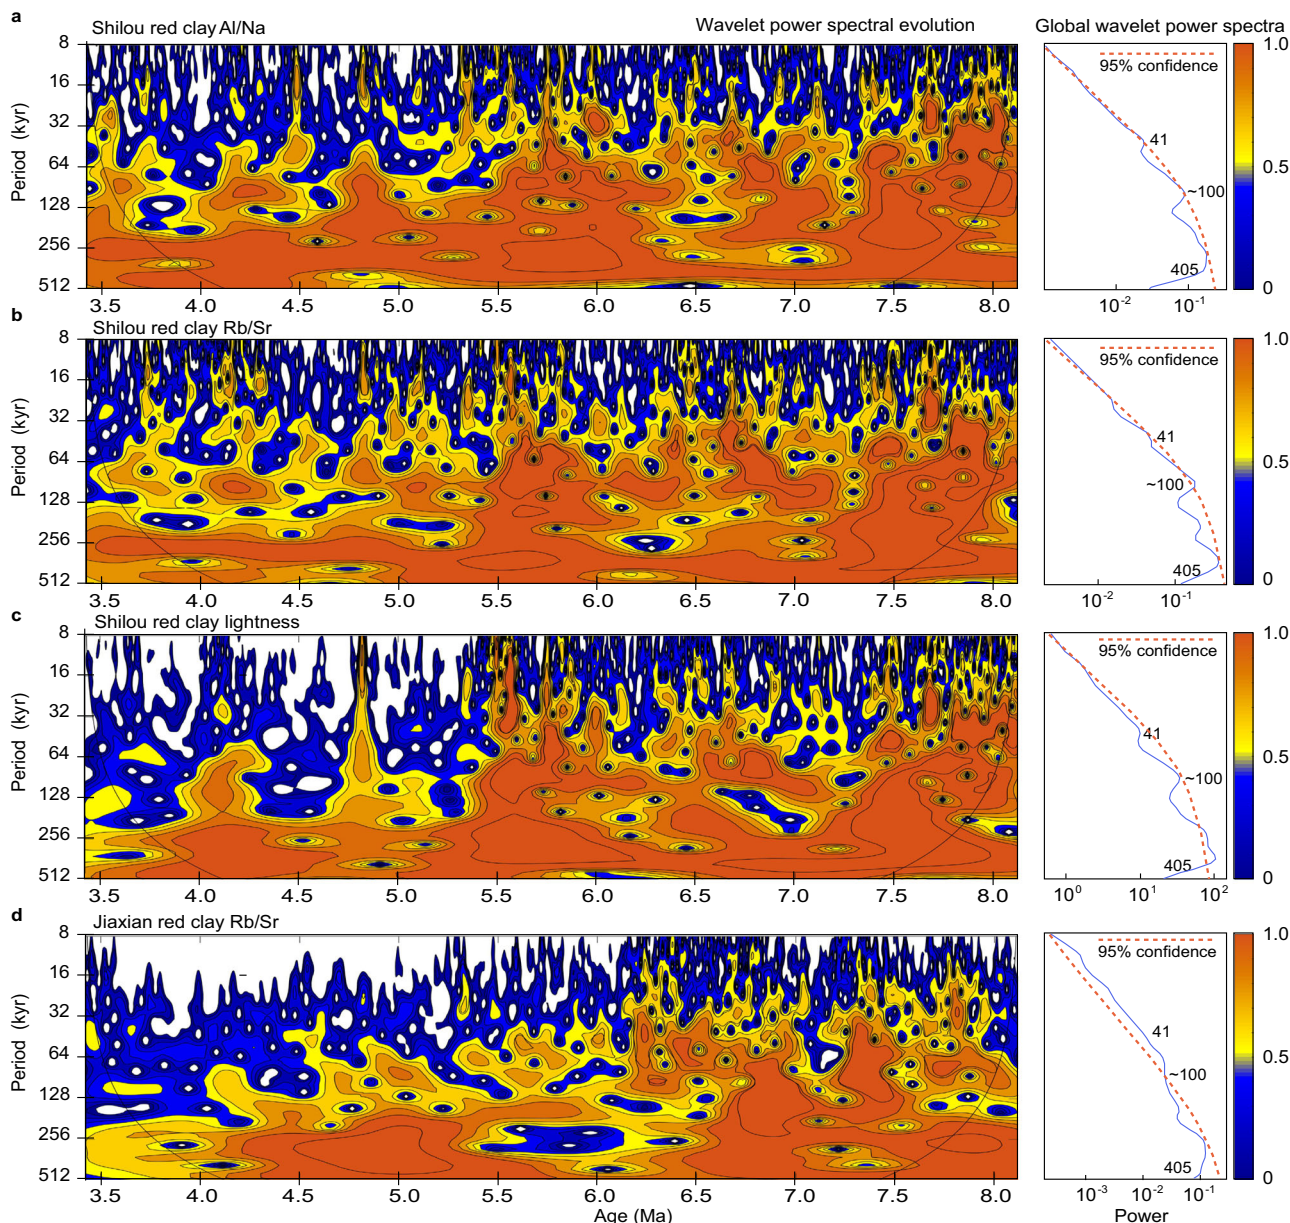 a
Shilou red clay Al/Na
Wavelet power spectral evolution
Global wavelet power spectra
8
16
32
64
128
256
512
Period (kyr)
3.5 4.0 4.5 5.0 5.5 6.0 6.5 7.0 7.5 8.0
95% confidence
41
~100
405
10-2 10-1
1.0
0.5
0
b
Shilou red clay Rb/Sr
8
16
32
64
128
256
512
Period (kyr)
3.5 4.0 4.5 5.0 5.5 6.0 6.5 7.0 7.5 8.0
95% confidence
41
~100
405
10-2 10-1
1.0
0.5
0
c
Shilou red clay lightness
8
16
32
64
128
256
512
Period (kyr)
3.5 4.0 4.5 5.0 5.5 6.0 6.5 7.0 7.5 8.0
95% confidence
41
~100
405
100 101 102
1.0
0.5
0
d
Jiaxian red clay Rb/Sr
8
16
32
64
128
256
512
Period (kyr)
3.5 4.0 4.5 5.0 5.5 6.0 6.5 7.0 7.5 8.0
Age (Ma)
95% confidence
41
~100
405
10-3 10-2 10-1
Power
1.0
0.5
0